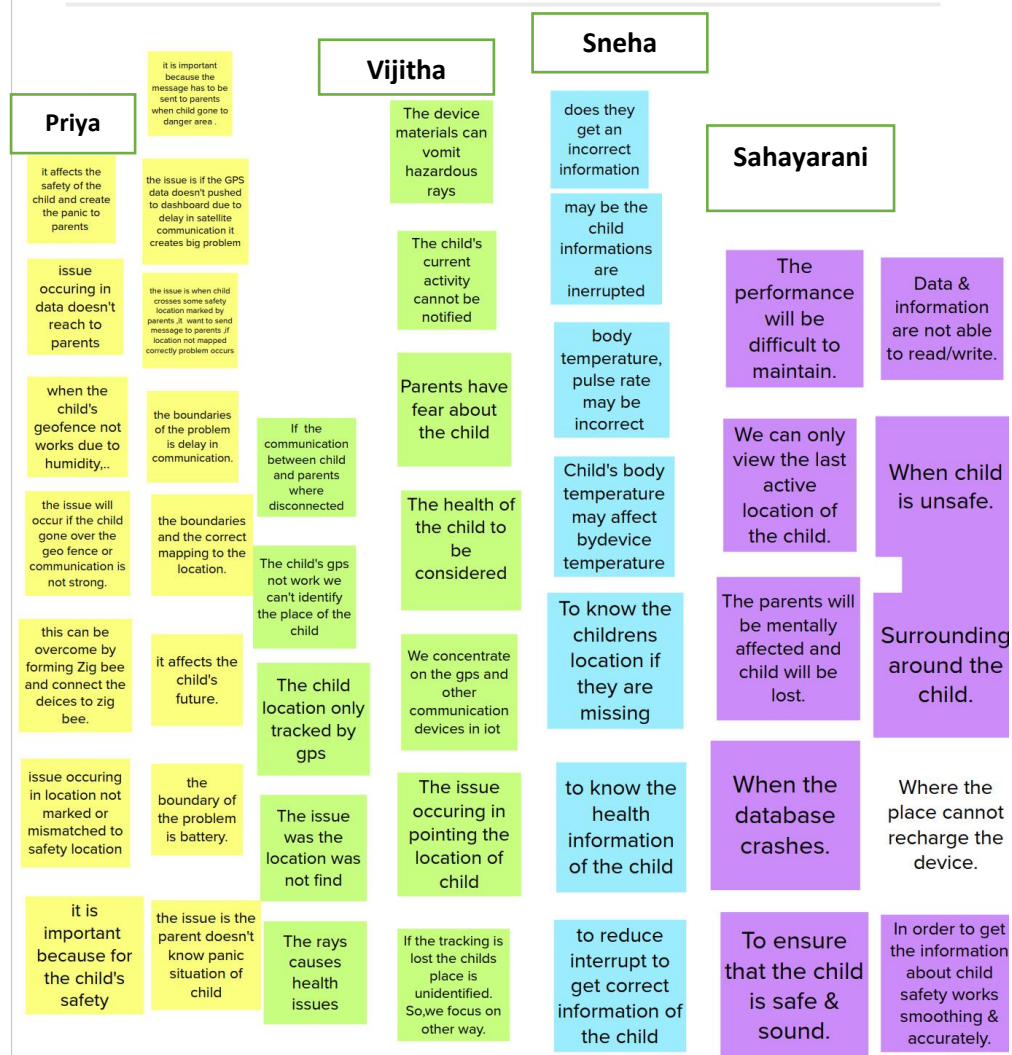 Priya
it is important
because the
message has to be
sent to parents
when child gone to
danger area .
it affects the
safety of the
child and create
the panic to
parents
the issue is if the GPS
data doesn't pushed
to dashboard due to
delay in satellite
communication it
creates big problem
issue
occuring in
data doesn't
reach to
parents
the issue is when child
crosses some safety
location marked by
parents ,it want to send
message to parents ,if
location not mapped
correctly problem occurs
when the
child's
geofence not
works due to
humidity,..
the boundaries
of the problem
is delay in
communication.
the issue will
occur if the child
gone over the
geo fence or
communication is
not strong.
the boundaries
and the correct
mapping to the
location.
this can be
overcome by
forming Zig bee
and connect the
deices to zig
bee.
it affects the
child's
future.
issue occuring
in location not
marked or
mismatched to
safety location
the
boundary of
the problem
is battery.
it is
important
because for
the child's
safety
the issue is the
parent doesn't
know panic
situation of
child
Vijitha
The device
materials can
vomit
hazardous
rays
The child's
current
activity
cannot be
notified
Parents have
fear about
the child
If the
communication
between child
and parents
where
disconnected
The health of
the child to
be
considered
The child's gps
not work we
can't identify
the place of the
child
We concentrate
on the gps and
other
communication
devices in iot
The child
location only
tracked by
gps
The issue
occuring in
pointing the
location of
child
The issue
was the
location was
not find
If the tracking is
lost the childs
place is
unidentified.
So,we focus on
other way.
The rays
causes
health
issues
Sneha
does they
get an
incorrect
information
may be the
child
informations
are
inerrupted
body
temperature,
pulse rate
may be
incorrect
Child's body
temperature
may affect
bydevice
temperature
To know the
childrens
location if
they are
missing
to know the
health
information
of the child
to reduce
interrupt to
get correct
information of
the child
Sahayarani
The
performance
will be
difficult to
maintain.
Data &
information
are not able
to read/write.
We can only
view the last
active
location of
the child.
When child
is unsafe.
The parents will
be mentally
affected and
child will be
lost.
Surrounding
around the
child.
When the
database
crashes.
Where the
place cannot
recharge the
device.
To ensure
that the child
is safe &
sound.
In order to get
the information
about child
safety works
smoothing &
accurately.